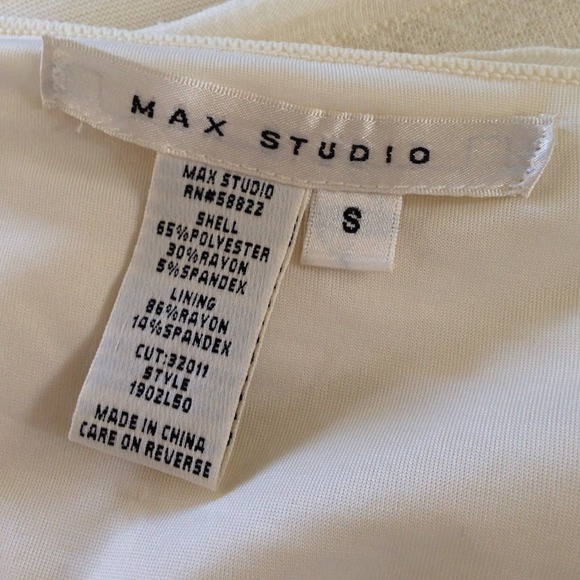 MAX STUDIO
S
MAX STUDIO
RN#58822
SHELL
65%POLYESTER
30%RAYON
5%SPANDEX
LINING
86%RAYON
14%SPANDEX
CUT:32011
STYLE
1902L50
MADE IN CHINA
CARE ON REVERSE